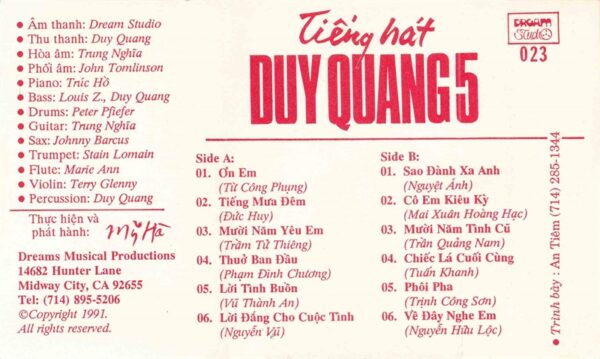 • Âm thanh: Dream Studio
• Thu thanh: Duy Quang
• Hòa âm: Trung Nghĩa
• Phối âm: John Tomlinson
• Piano: Trúc Hồ
• Bass: Louis Z., Duy Quang
• Drums: Peter Pfiefer
• Guitar: Trung Nghĩa
• Sax: Johnny Barcus
• Trumpet: Stain Lomain
• Flute: Marie Ann
• Violin: Terry Glenny
• Percussion: Duy Quang
Thực hiện và
phát hành: Mỹ Hà
Dreams Musical Productions
14682 Hunter Lane
Midway City, CA 92655
Tel: (714) 895-5206
©Copyright 1991.
All rights reserved.
Tiếng hát
DUY QUANG 5
DREAM
Studio
023
Side A:
01. Ơn Em
(Từ Công Phụng)
02. Tiếng Mưa Đêm
(Đức Huy)
03. Mười Năm Yêu Em
(Trầm Tử Thiêng)
04. Thuở Ban Đầu
(Phạm Đình Chương)
05. Lời Tình Buồn
(Vũ Thành An)
06. Lời Đắng Cho Cuộc Tình
(Nguyễn Vũ)
Side B:
01. Sao Đành Xa Anh
(Nguyệt Ánh)
02. Cô Em Kiêu Kỳ
(Mai Xuân Hoàng Hạc)
03. Mười Năm Tình Cũ
(Trần Quảng Nam)
04. Chiếc Lá Cuối Cùng
(Tuấn Khanh)
05. Phôi Pha
(Trịnh Công Sơn)
06. Về Đây Nghe Em
(Nguyễn Hữu Lộc)
• Trình bày : An Tiêm (714) 285-1344